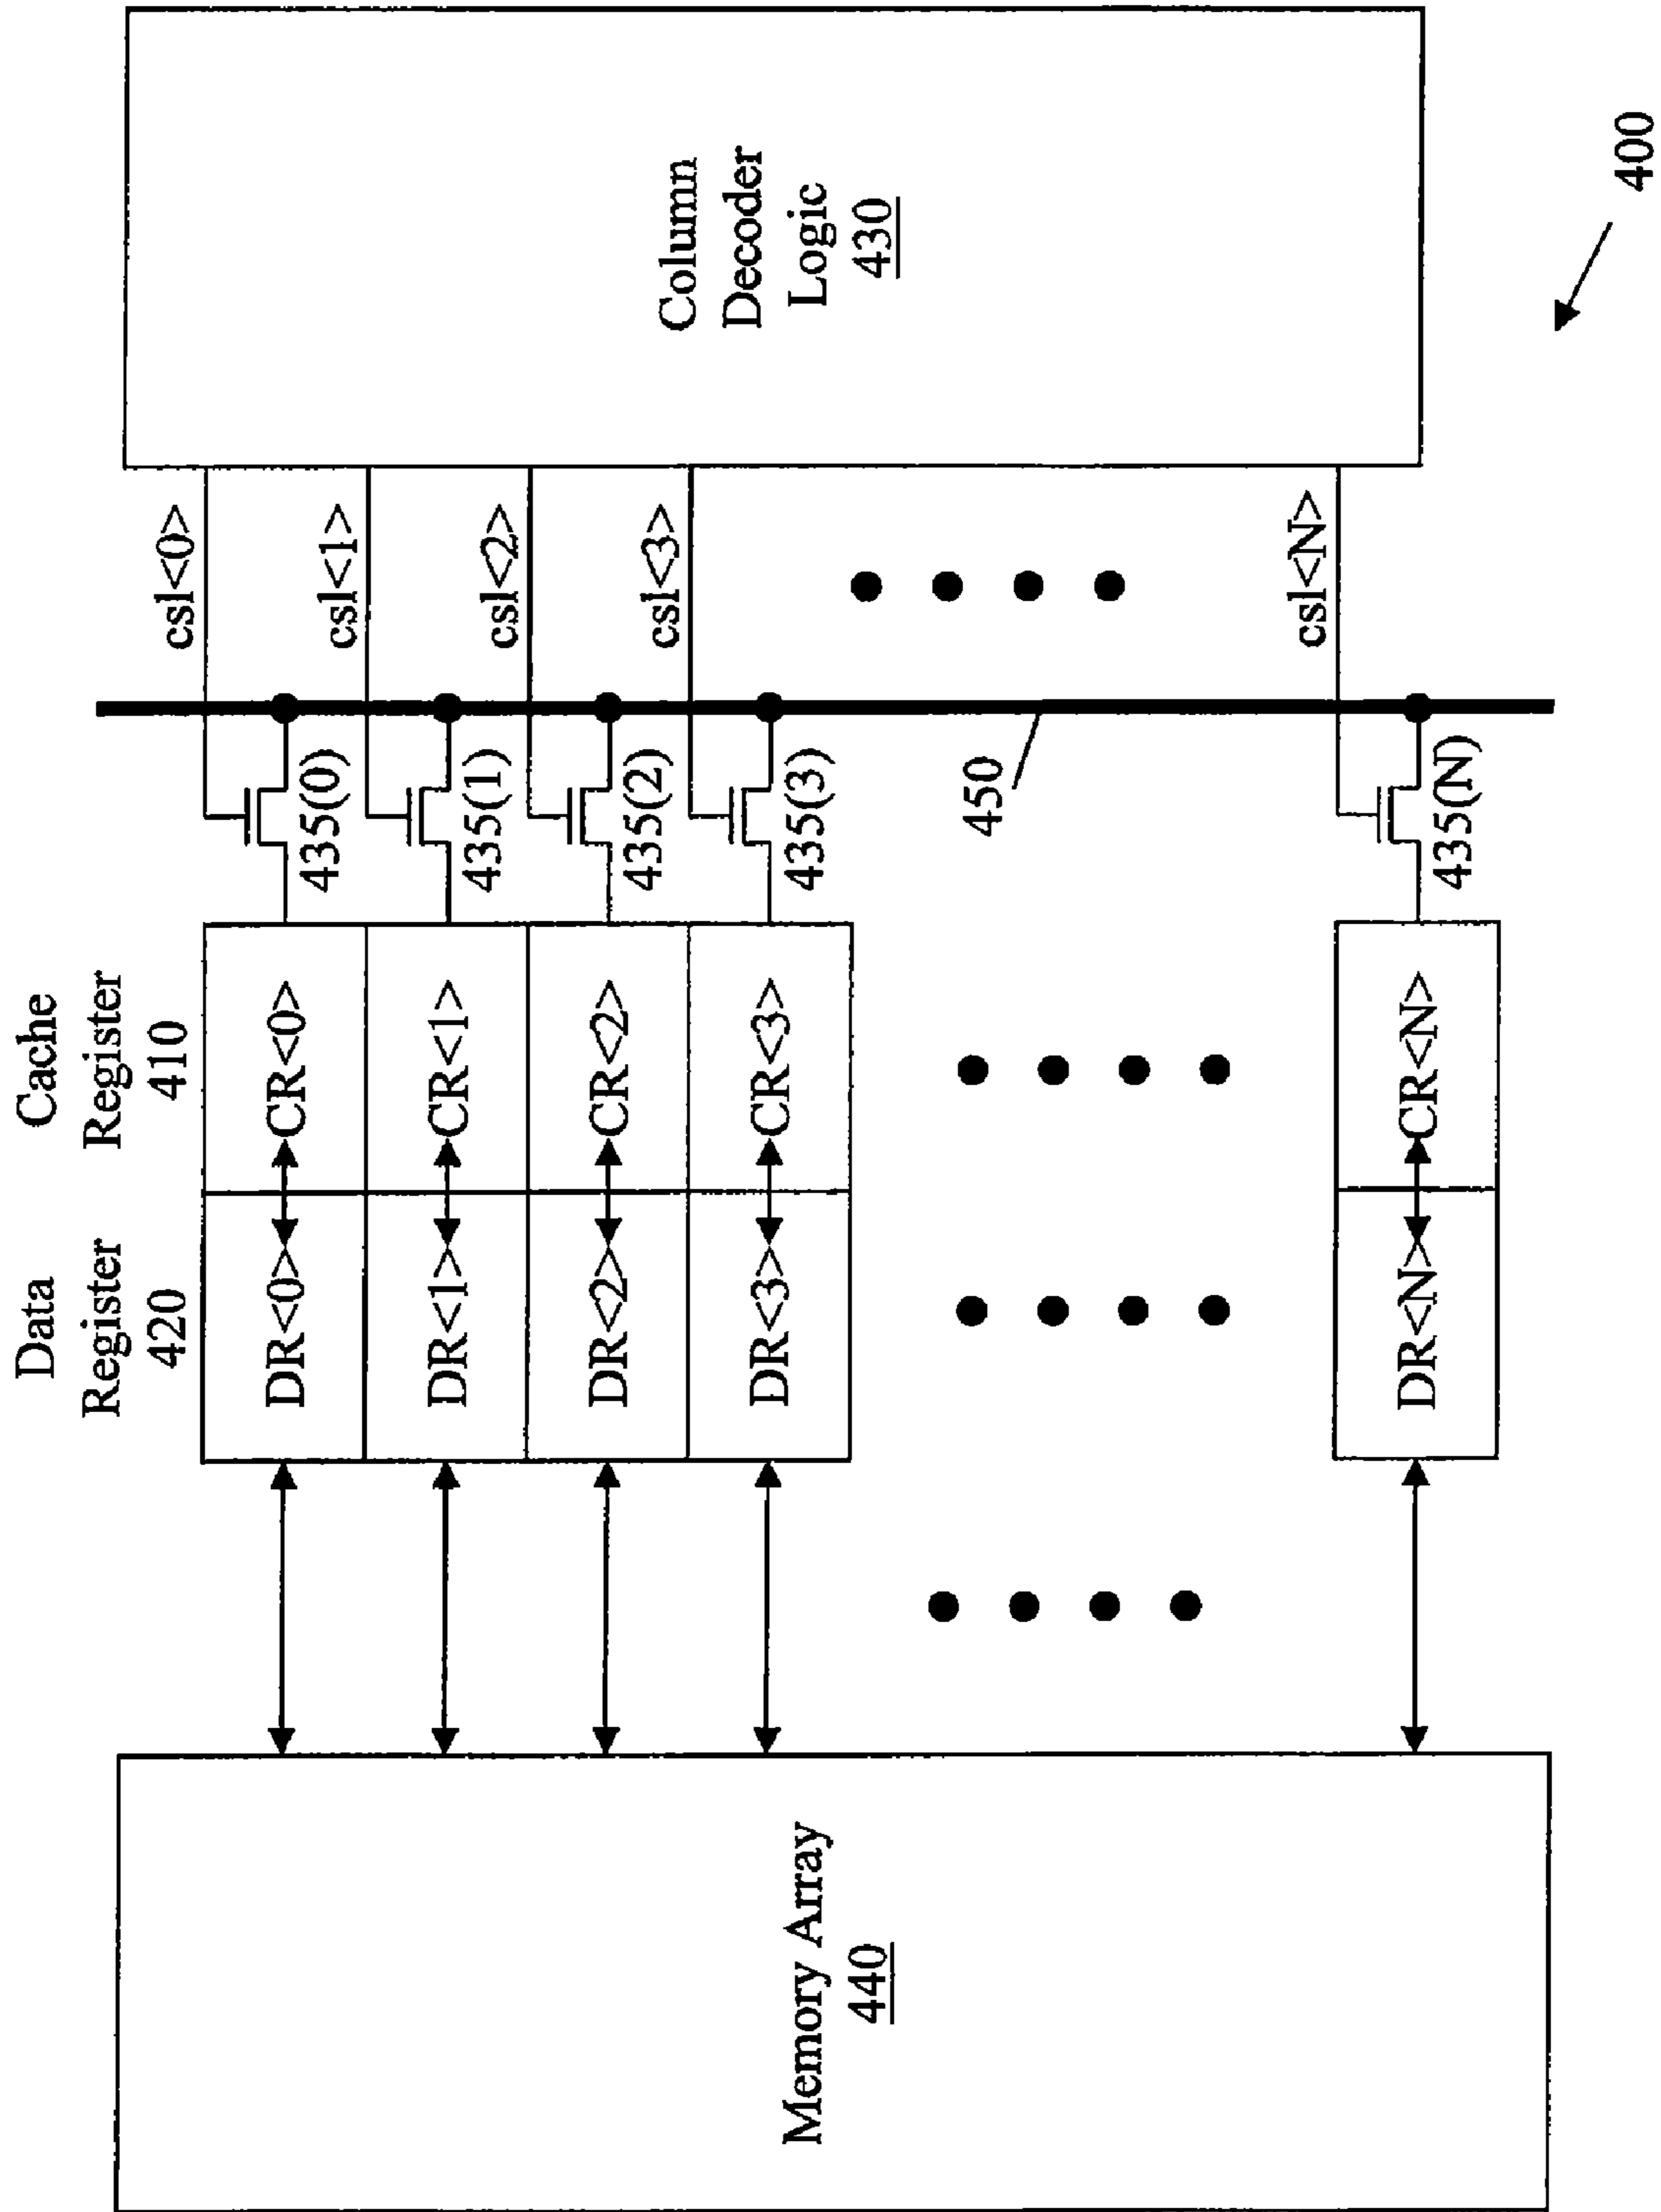 Data
Register
420
Cache
Register
410
Memory Array
440
DR<0>
CR<0>
435(0)
csl<0>
DR<1>
CR<1>
435(1)
csl<1>
DR<2>
CR<2>
435(2)
csl<2>
DR<3>
CR<3>
435(3)
csl<3>
Column
Decoder
Logic
430
450
DR<N>
CR<N>
435(N)
csl<N>
400